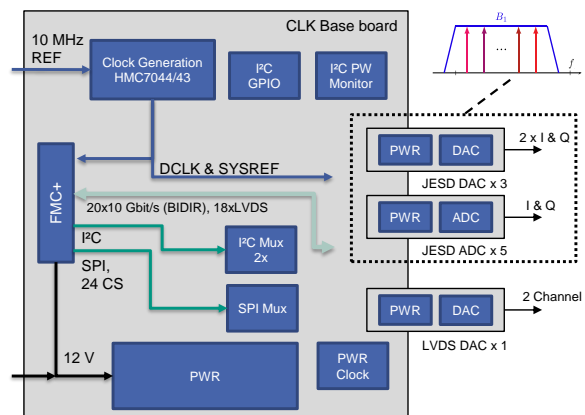 CLK Base board
10 MHz
REF
Clock Generation
HMC7044/43
I²C
GPIO
I²C PW
Monitor
B₁
...
f
PWR
DAC
2 x I & Q
JESD DAC x 3
DCLK & SYSREF
FMC+
20x10 Gbit/s (BIDIR), 18xLVDS
PWR
ADC
I & Q
JESD ADC x 5
I²C
I²C Mux
2x
SPI,
24 CS
SPI Mux
PWR
DAC
2 Channel
LVDS DAC x 1
12 V
PWR
PWR
Clock